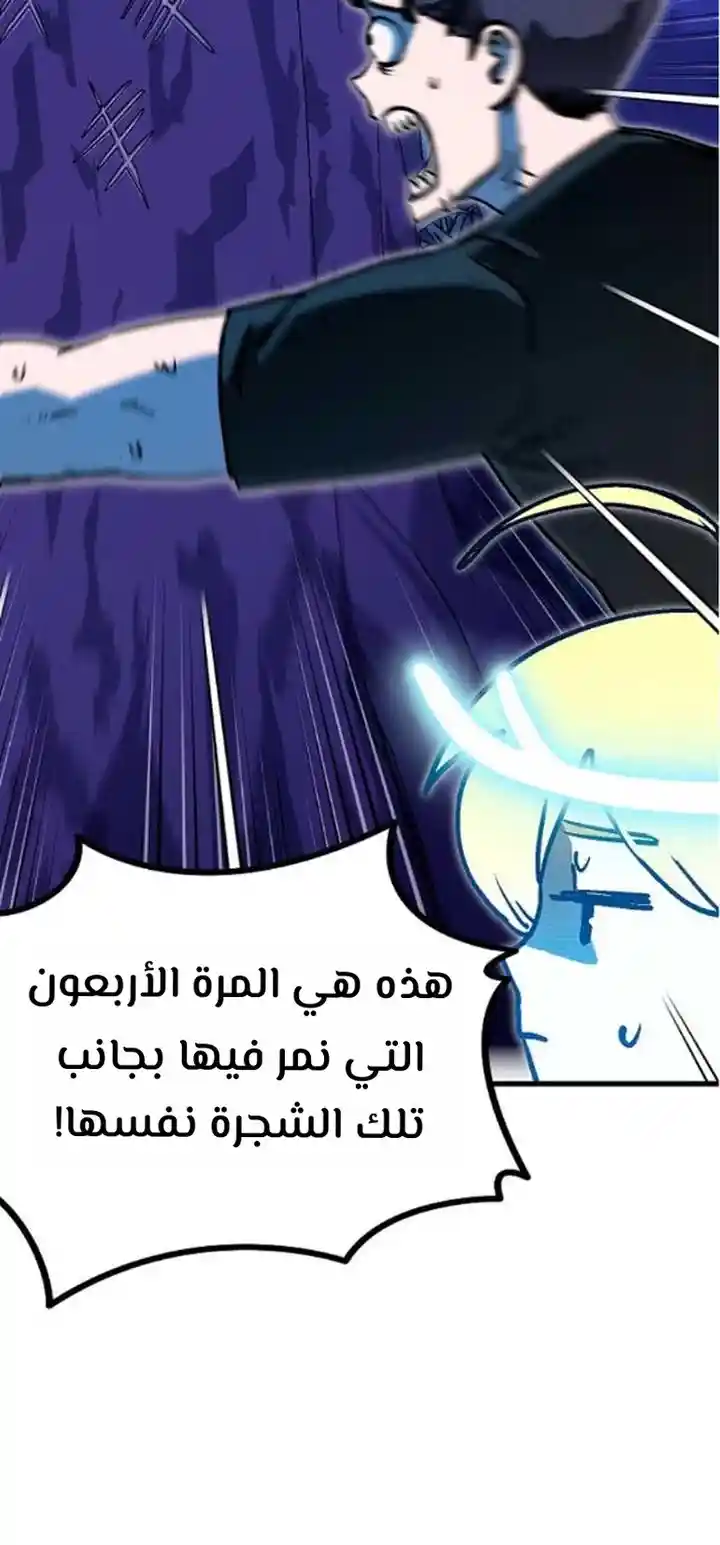 هذه هي المرة الأربعون
التي نمر فيها بجانب
تلك الشجرة نفسها!